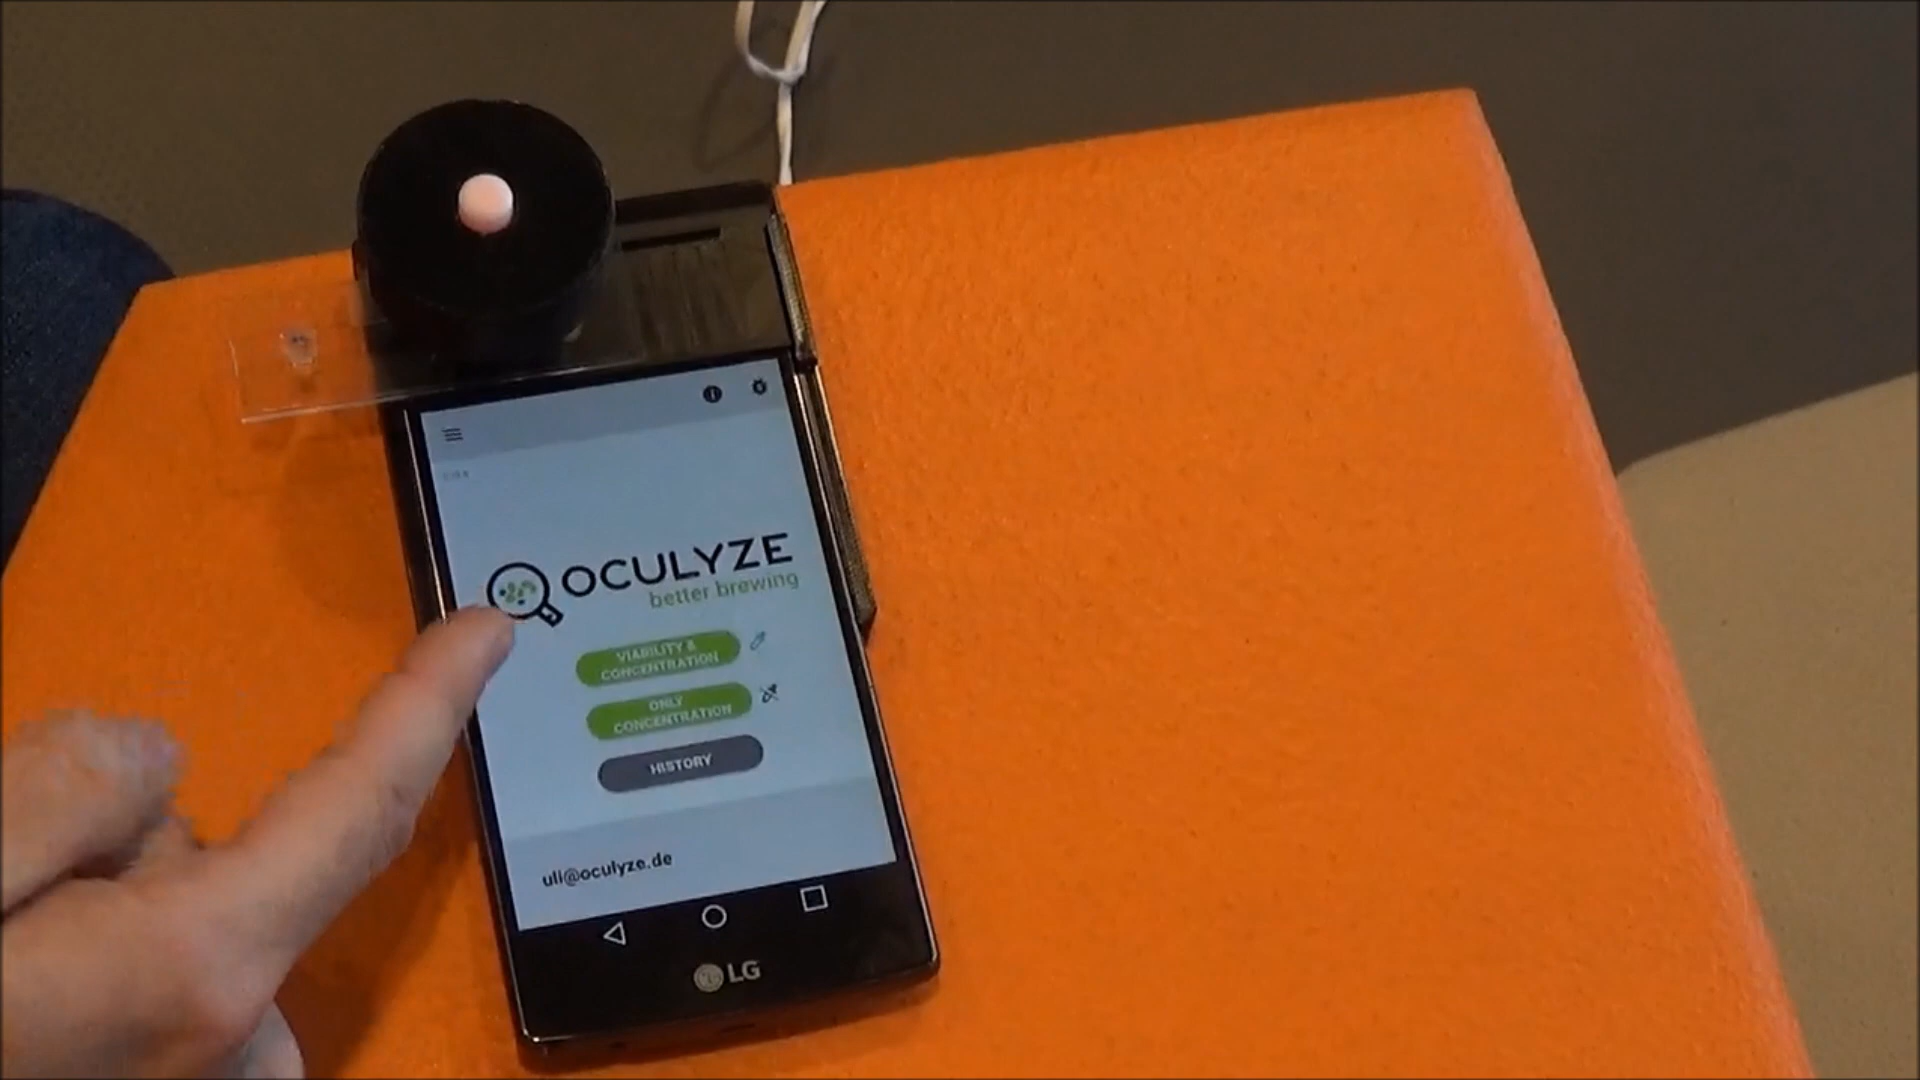 OCULYZE
better brewing
VIABILITY &
CONCENTRATION
ONLY
CONCENTRATION
HISTORY
uli@oculyze.de
LG